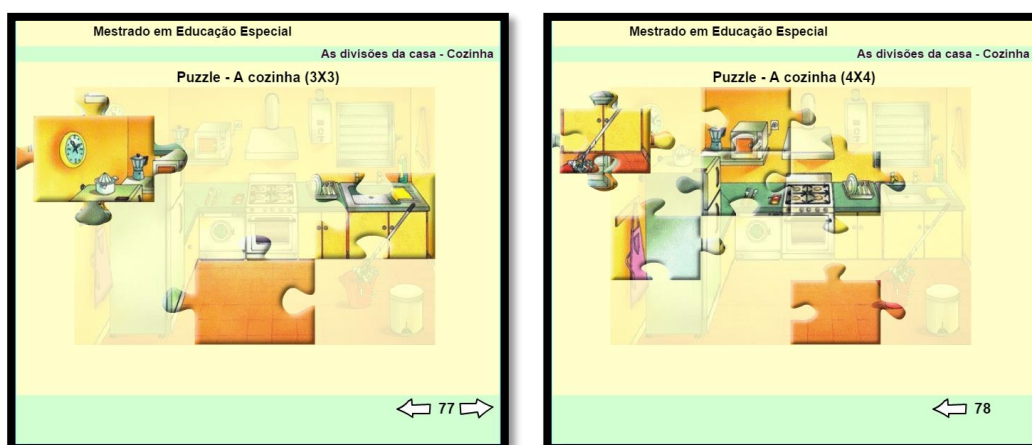 Mestrado em Educação Especial
As divisões da casa - Cozinha
Puzzle - A cozinha (3X3)
77
Mestrado em Educação Especial
As divisões da casa - Cozinha
Puzzle - A cozinha (4X4)
78